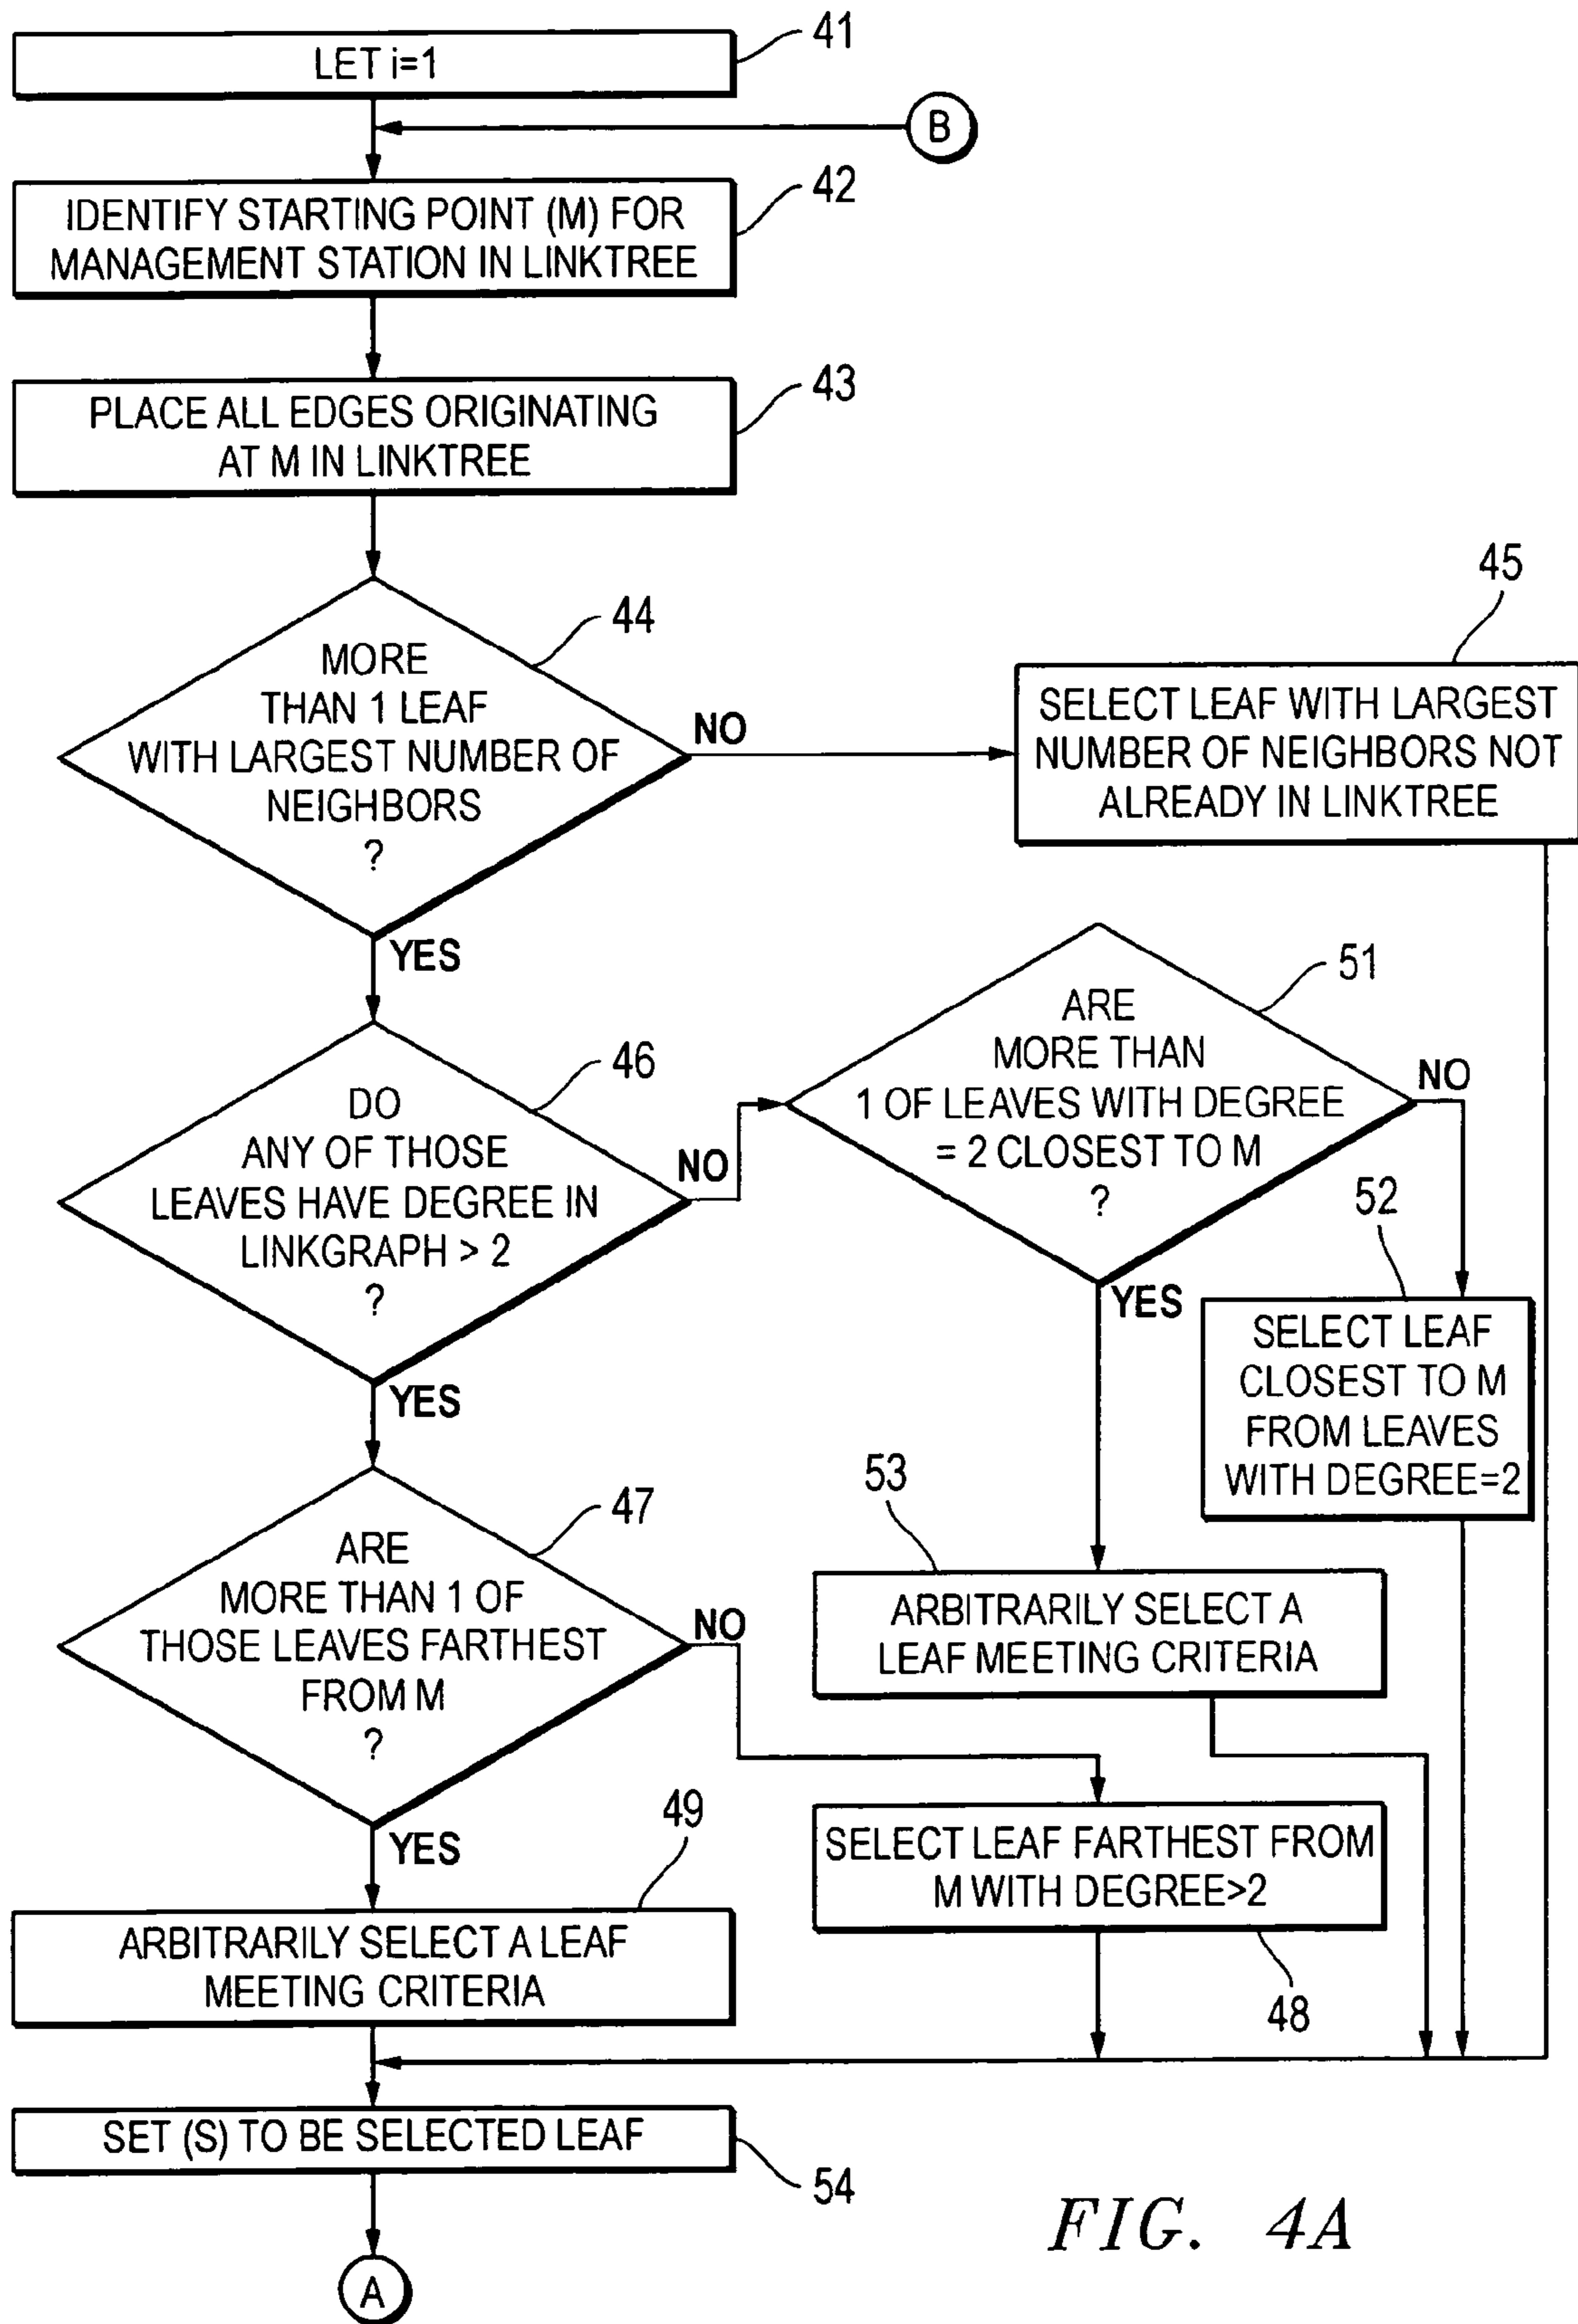 41
LET i=1
B
42
IDENTIFY STARTING POINT (M) FOR
MANAGEMENT STATION IN LINKTREE
43
PLACE ALL EDGES ORIGINATING
AT M IN LINKTREE
44
MORE
THAN 1 LEAF
WITH LARGEST NUMBER OF
NEIGHBORS
?
NO
YES
45
SELECT LEAF WITH LARGEST
NUMBER OF NEIGHBORS NOT
ALREADY IN LINKTREE
46
DO
ANY OF THOSE
LEAVES HAVE DEGREE IN
LINKGRAPH > 2
?
NO
YES
51
ARE
MORE THAN
1 OF LEAVES WITH DEGREE
= 2 CLOSEST TO M
?
NO
YES
52
SELECT LEAF
CLOSEST TO M
FROM LEAVES
WITH DEGREE=2
47
ARE
MORE THAN 1 OF
THOSE LEAVES FARTHEST
FROM M
?
NO
YES
53
ARBITRARILY SELECT A
LEAF MEETING CRITERIA
SELECT LEAF FARTHEST FROM
M WITH DEGREE>2
48
49
ARBITRARILY SELECT A LEAF
MEETING CRITERIA
SET (S) TO BE SELECTED LEAF
54
A
FIG. 4A